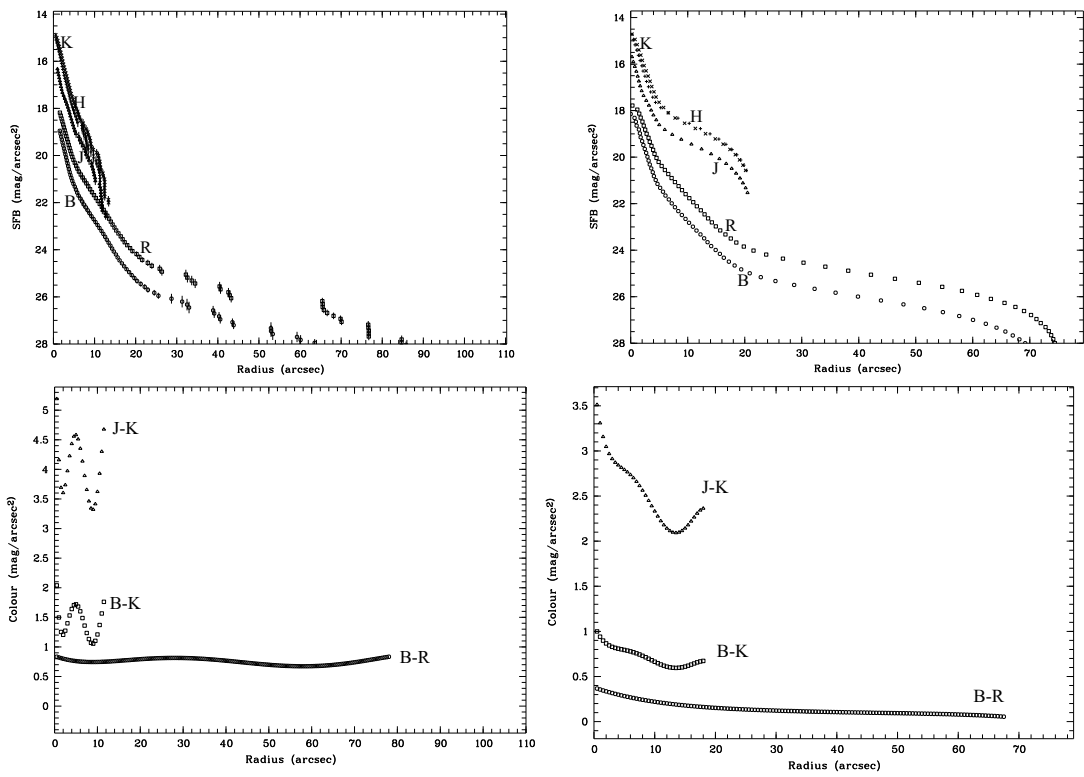 14
16
18
20
22
24
26
28
SFB (mag/arcsec²)
K
H
J
B
R
0 10 20 30 40 50 60 70 80 90 100 110
Radius (arcsec)
14
16
18
20
22
24
26
28
SFB (mag/arcsec²)
K
H
J
R
B
0 10 20 30 40 50 60 70
Radius (arcsec)
5
4.5
4
3.5
3
2.5
2
1.5
1
0.5
0
Colour (mag/arcsec²)
J-K
B-K
B-R
0 10 20 30 40 50 60 70 80 90 100 110
Radius (arcsec)
3.5
3
2.5
2
1.5
1
0.5
0
Colour (mag/arcsec²)
J-K
B-K
B-R
0 10 20 30 40 50 60 70
Radius (arcsec)